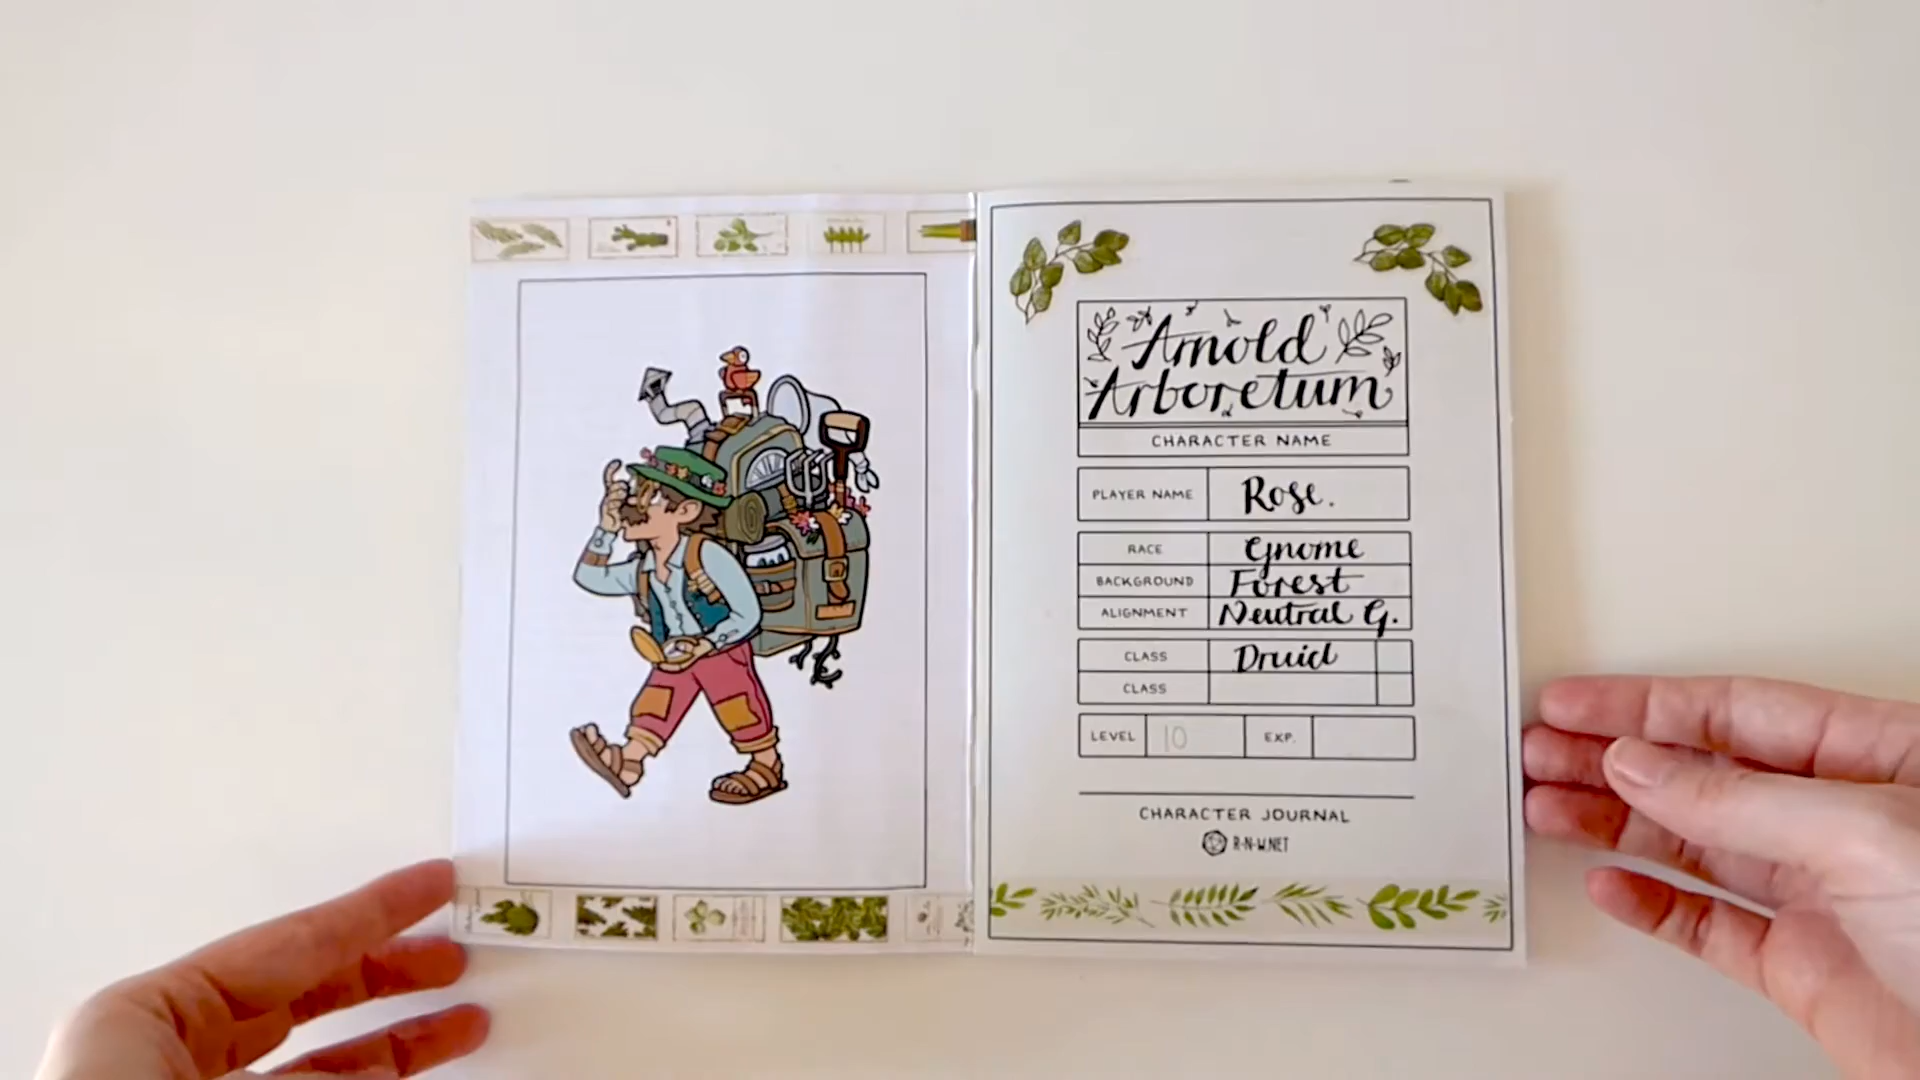 Arnold
Arboretum
CHARACTER NAME
PLAYER NAME Rose.
RACE Gnome
BACKGROUND Forest
ALIGNMENT Neutral G.
CLASS Druid
CLASS
LEVEL 10 EXP.
CHARACTER JOURNAL
R-N-W.NET